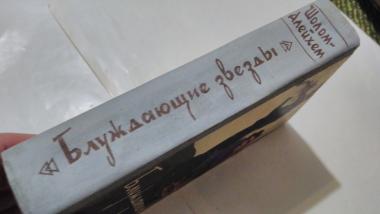 Шолом-
Алейхем
«Блуждающие звезды»